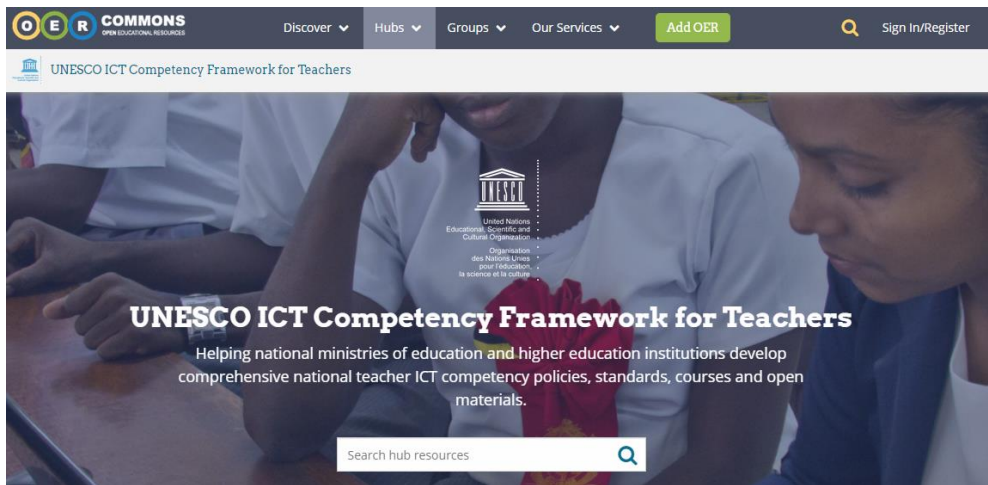 OER COMMONS
OPEN EDUCATIONAL RESOURCES
Discover
Hubs
Groups
Our Services
Add OER
Sign In/Register
UNESCO ICT Competency Framework for Teachers
UNESCO
United Nations
Educational, Scientific and
Cultural Organization
Organisation
des Nations Unies
pour l'éducation,
la science et la culture
UNESCO ICT Competency Framework for Teachers
Helping national ministries of education and higher education institutions develop
comprehensive national teacher ICT competency policies, standards, courses and open
materials.
Search hub resources